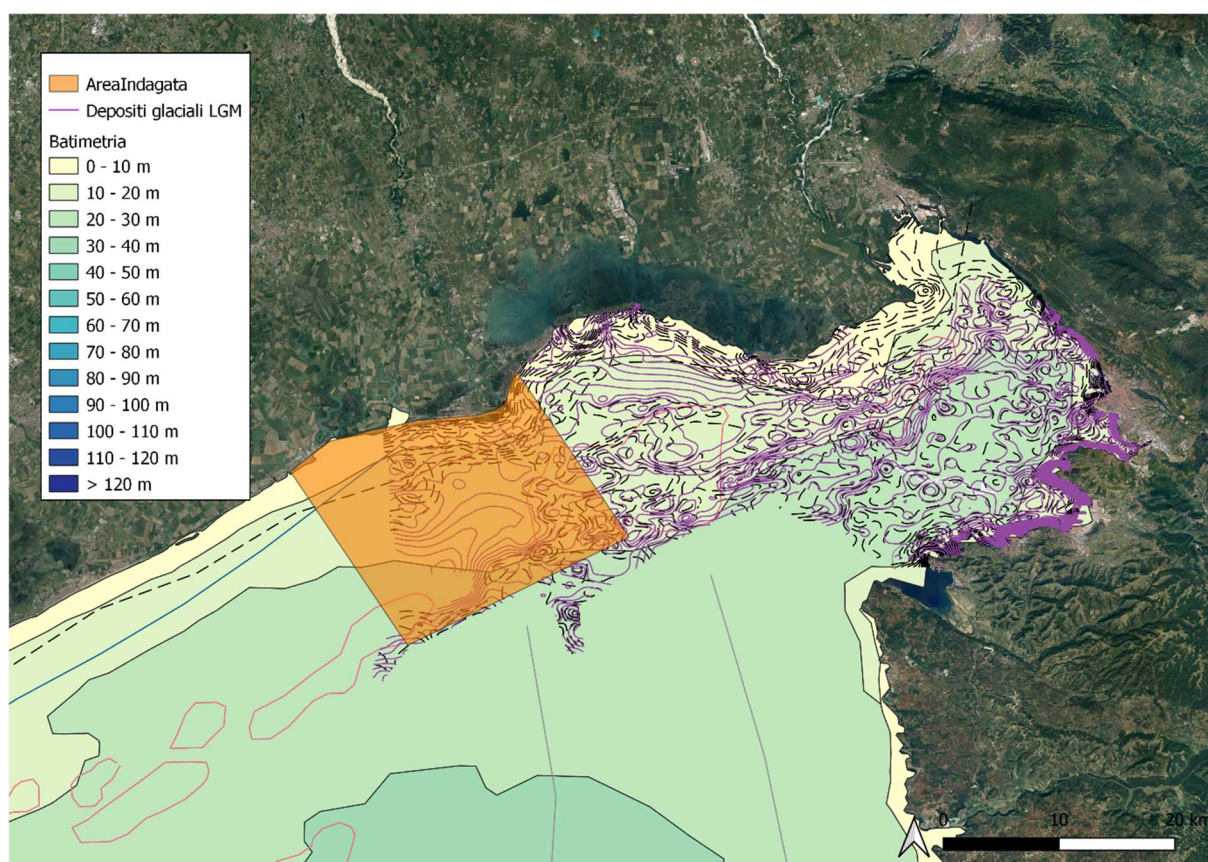 AreaIndagata
Depositi glaciali LGM
Batimetria
0 - 10 m
10 - 20 m
20 - 30 m
30 - 40 m
40 - 50 m
50 - 60 m
60 - 70 m
70 - 80 m
80 - 90 m
90 - 100 m
100 - 110 m
110 - 120 m
> 120 m
0 10 20 km